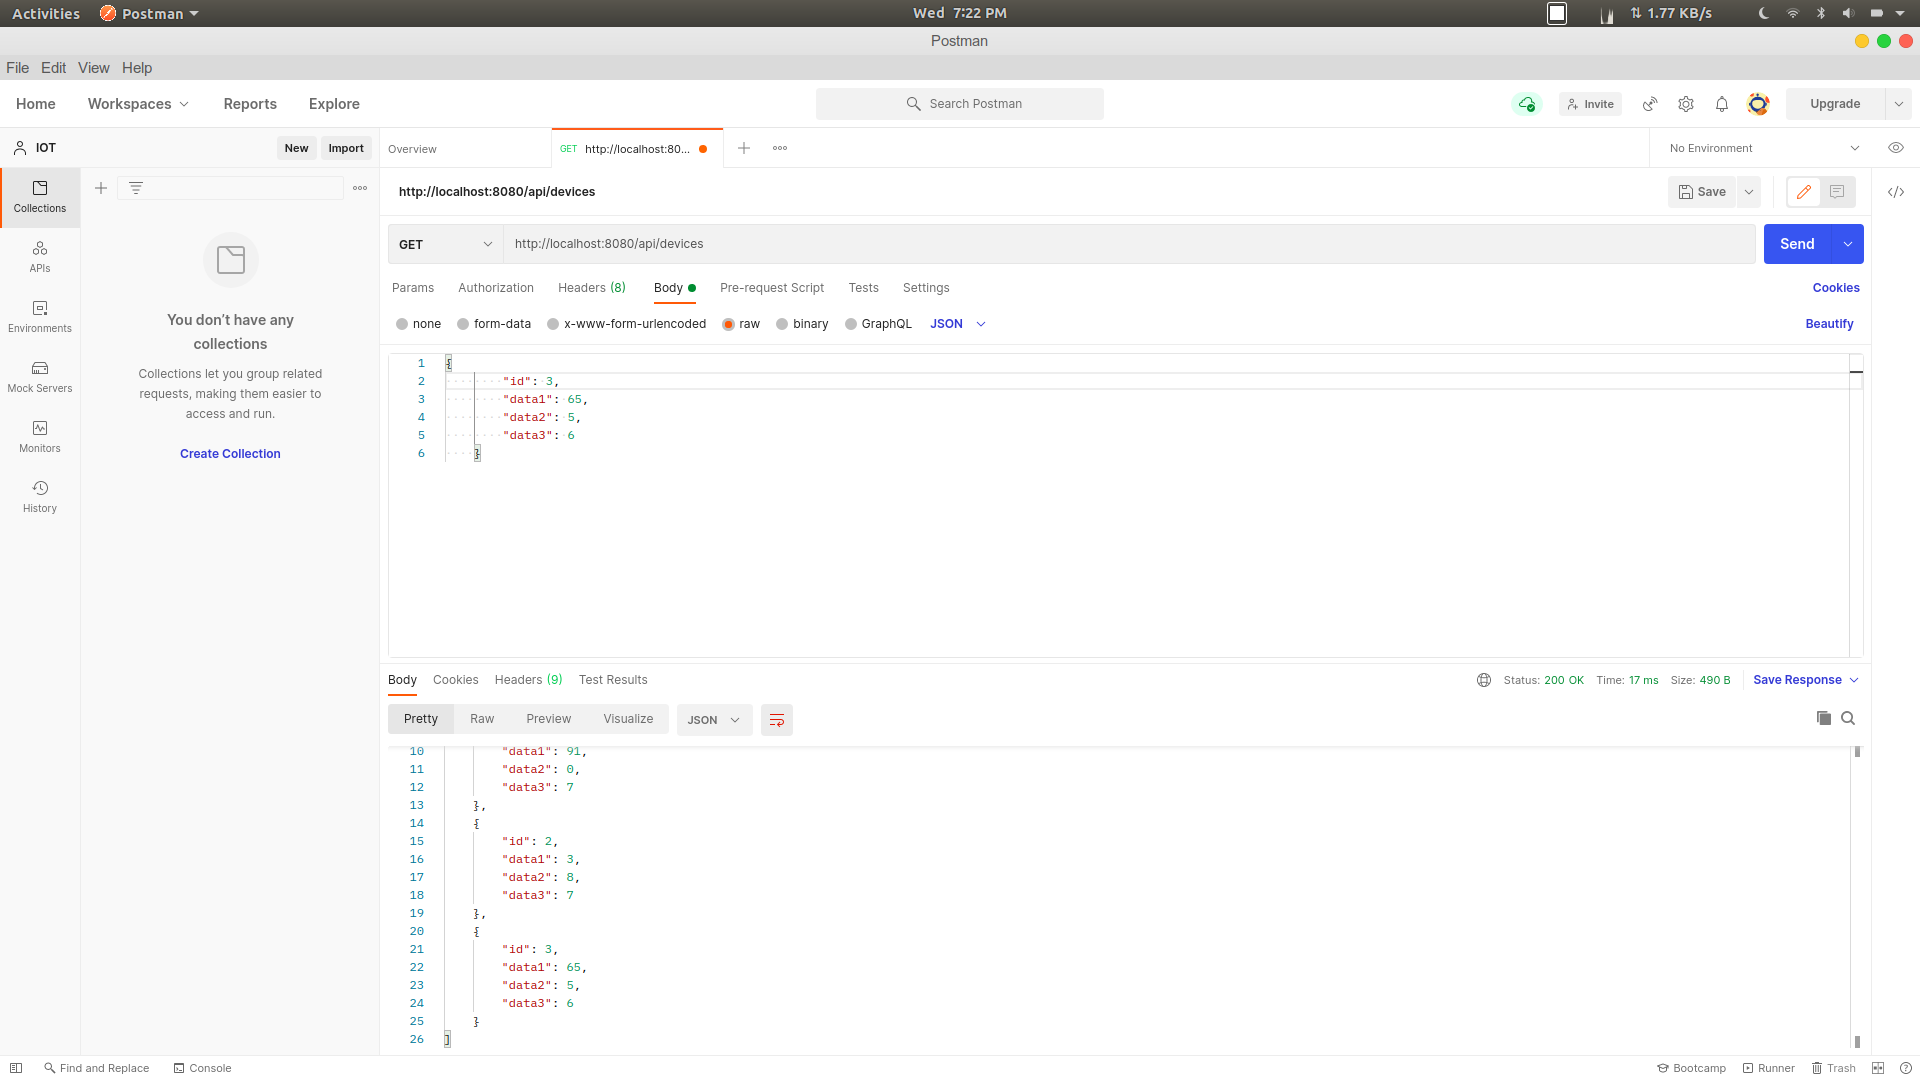 Activities Postman Wed 7:22 PM 1.77 KB/s
Postman
File Edit View Help
Home Workspaces Reports Explore Search Postman Invite Upgrade
IOT New Import Overview GET http://localhost:80... No Environment
http://localhost:8080/api/devices Save
Collections
GET http://localhost:8080/api/devices Send
APIs
Params Authorization Headers (8) Body Pre-request Script Tests Settings Cookies
none form-data x-www-form-urlencoded raw binary GraphQL JSON Beautify
Environments
Mock Servers
Monitors
History
You don’t have any
collections
Collections let you group related
requests, making them easier to
access and run.
Create Collection
1 {
2 "id": 3,
3 "data1": 65,
4 "data2": 5,
5 "data3": 6
6 }
Body Cookies Headers (9) Test Results Status: 200 OK Time: 17 ms Size: 490 B Save Response
Pretty Raw Preview Visualize JSON
10 "data1": 91,
11 "data2": 0,
12 "data3": 7
13 },
14 {
15 "id": 2,
16 "data1": 3,
17 "data2": 8,
18 "data3": 7
19 },
20 {
21 "id": 3,
22 "data1": 65,
23 "data2": 5,
24 "data3": 6
25 }
26 ]
Find and Replace Console Bootcamp Runner Trash